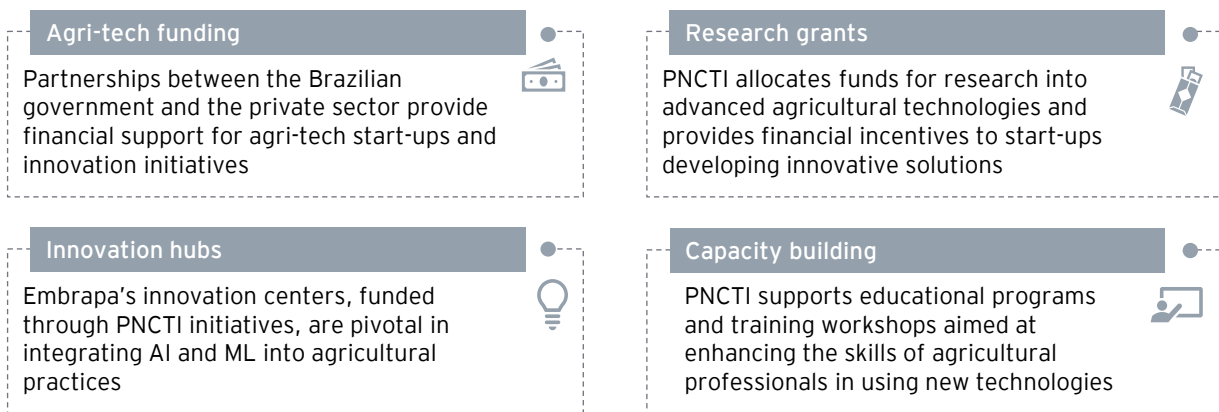 Agri-tech funding
Partnerships between the Brazilian
government and the private sector provide
financial support for agri-tech start-ups and
innovation initiatives
Research grants
PNCTI allocates funds for research into
advanced agricultural technologies and
provides financial incentives to start-ups
developing innovative solutions
Innovation hubs
Embrapa’s innovation centers, funded
through PNCTI initiatives, are pivotal in
integrating AI and ML into agricultural
practices
Capacity building
PNCTI supports educational programs
and training workshops aimed at
enhancing the skills of agricultural
professionals in using new technologies